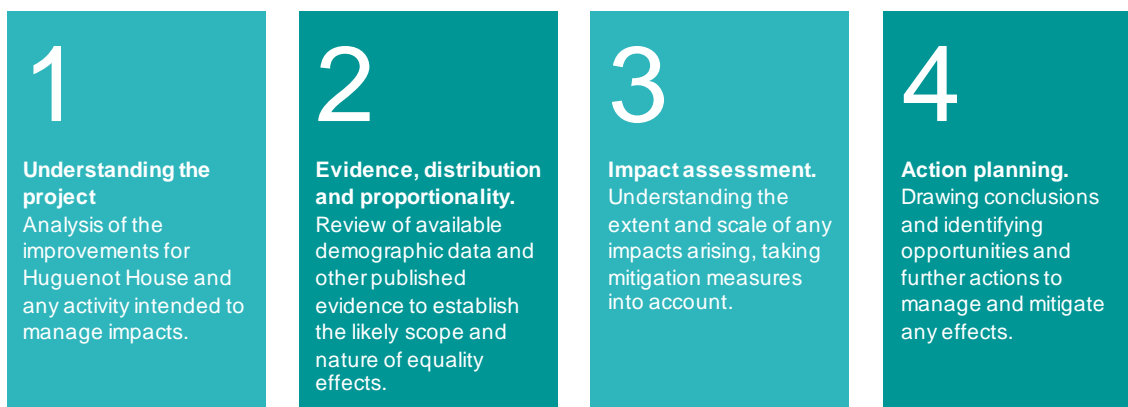 1
Understanding the
project
Analysis of the
improvements for
Huguenot House and
any activity intended to
manage impacts.
2
Evidence, distribution
and proportionality.
Review of available
demographic data and
other published
evidence to establish
the likely scope and
nature of equality
effects.
3
Impact assessment.
Understanding the
extent and scale of any
impacts arising, taking
mitigation measures
into account.
4
Action planning.
Drawing conclusions
and identifying
opportunities and
further actions to
manage and mitigate
any effects.